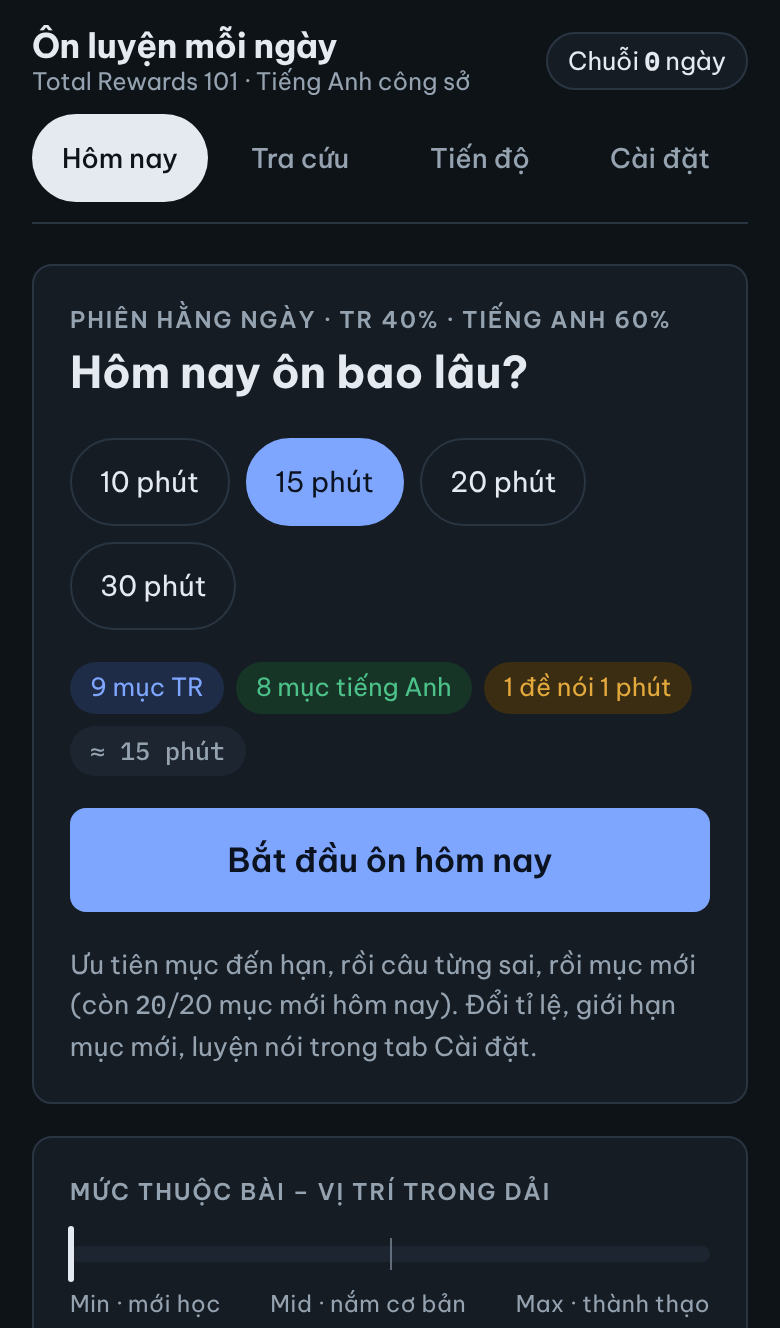 Ôn luyện mỗi ngày
Total Rewards 101 · Tiếng Anh công sở
Chuỗi 0 ngày
Hôm nay
Tra cứu
Tiến độ
Cài đặt
PHIÊN HẰNG NGÀY · TR 40% · TIẾNG ANH 60%
Hôm nay ôn bao lâu?
10 phút
15 phút
20 phút
30 phút
9 mục TR
8 mục tiếng Anh
1 đề nói 1 phút
≈ 15 phút
Bắt đầu ôn hôm nay
Ưu tiên mục đến hạn, rồi câu từng sai, rồi mục mới
(còn 20/20 mục mới hôm nay). Đổi tỉ lệ, giới hạn
mục mới, luyện nói trong tab Cài đặt.
MỨC THUỘC BÀI – VỊ TRÍ TRONG DẢI
Min · mới học
Mid · nắm cơ bản
Max · thành thạo